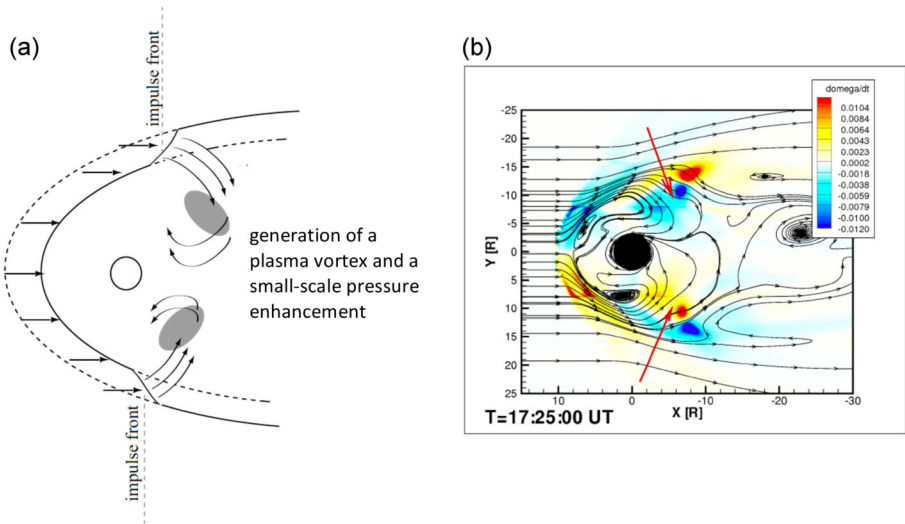 (a)
impulse front
generation of a
plasma vortex and a
small-scale pressure
enhancement
impulse front
(b)
domega/dt
0.0104
0.0084
0.0064
0.0043
0.0023
0.0002
-0.0018
-0.0038
-0.0059
-0.0079
-0.0100
-0.0120
-25
-20
-15
-10
-5
0
5
10
15
20
25
Y [R]
10
0
-10
-20
-30
X [R]
T=17:25:00 UT